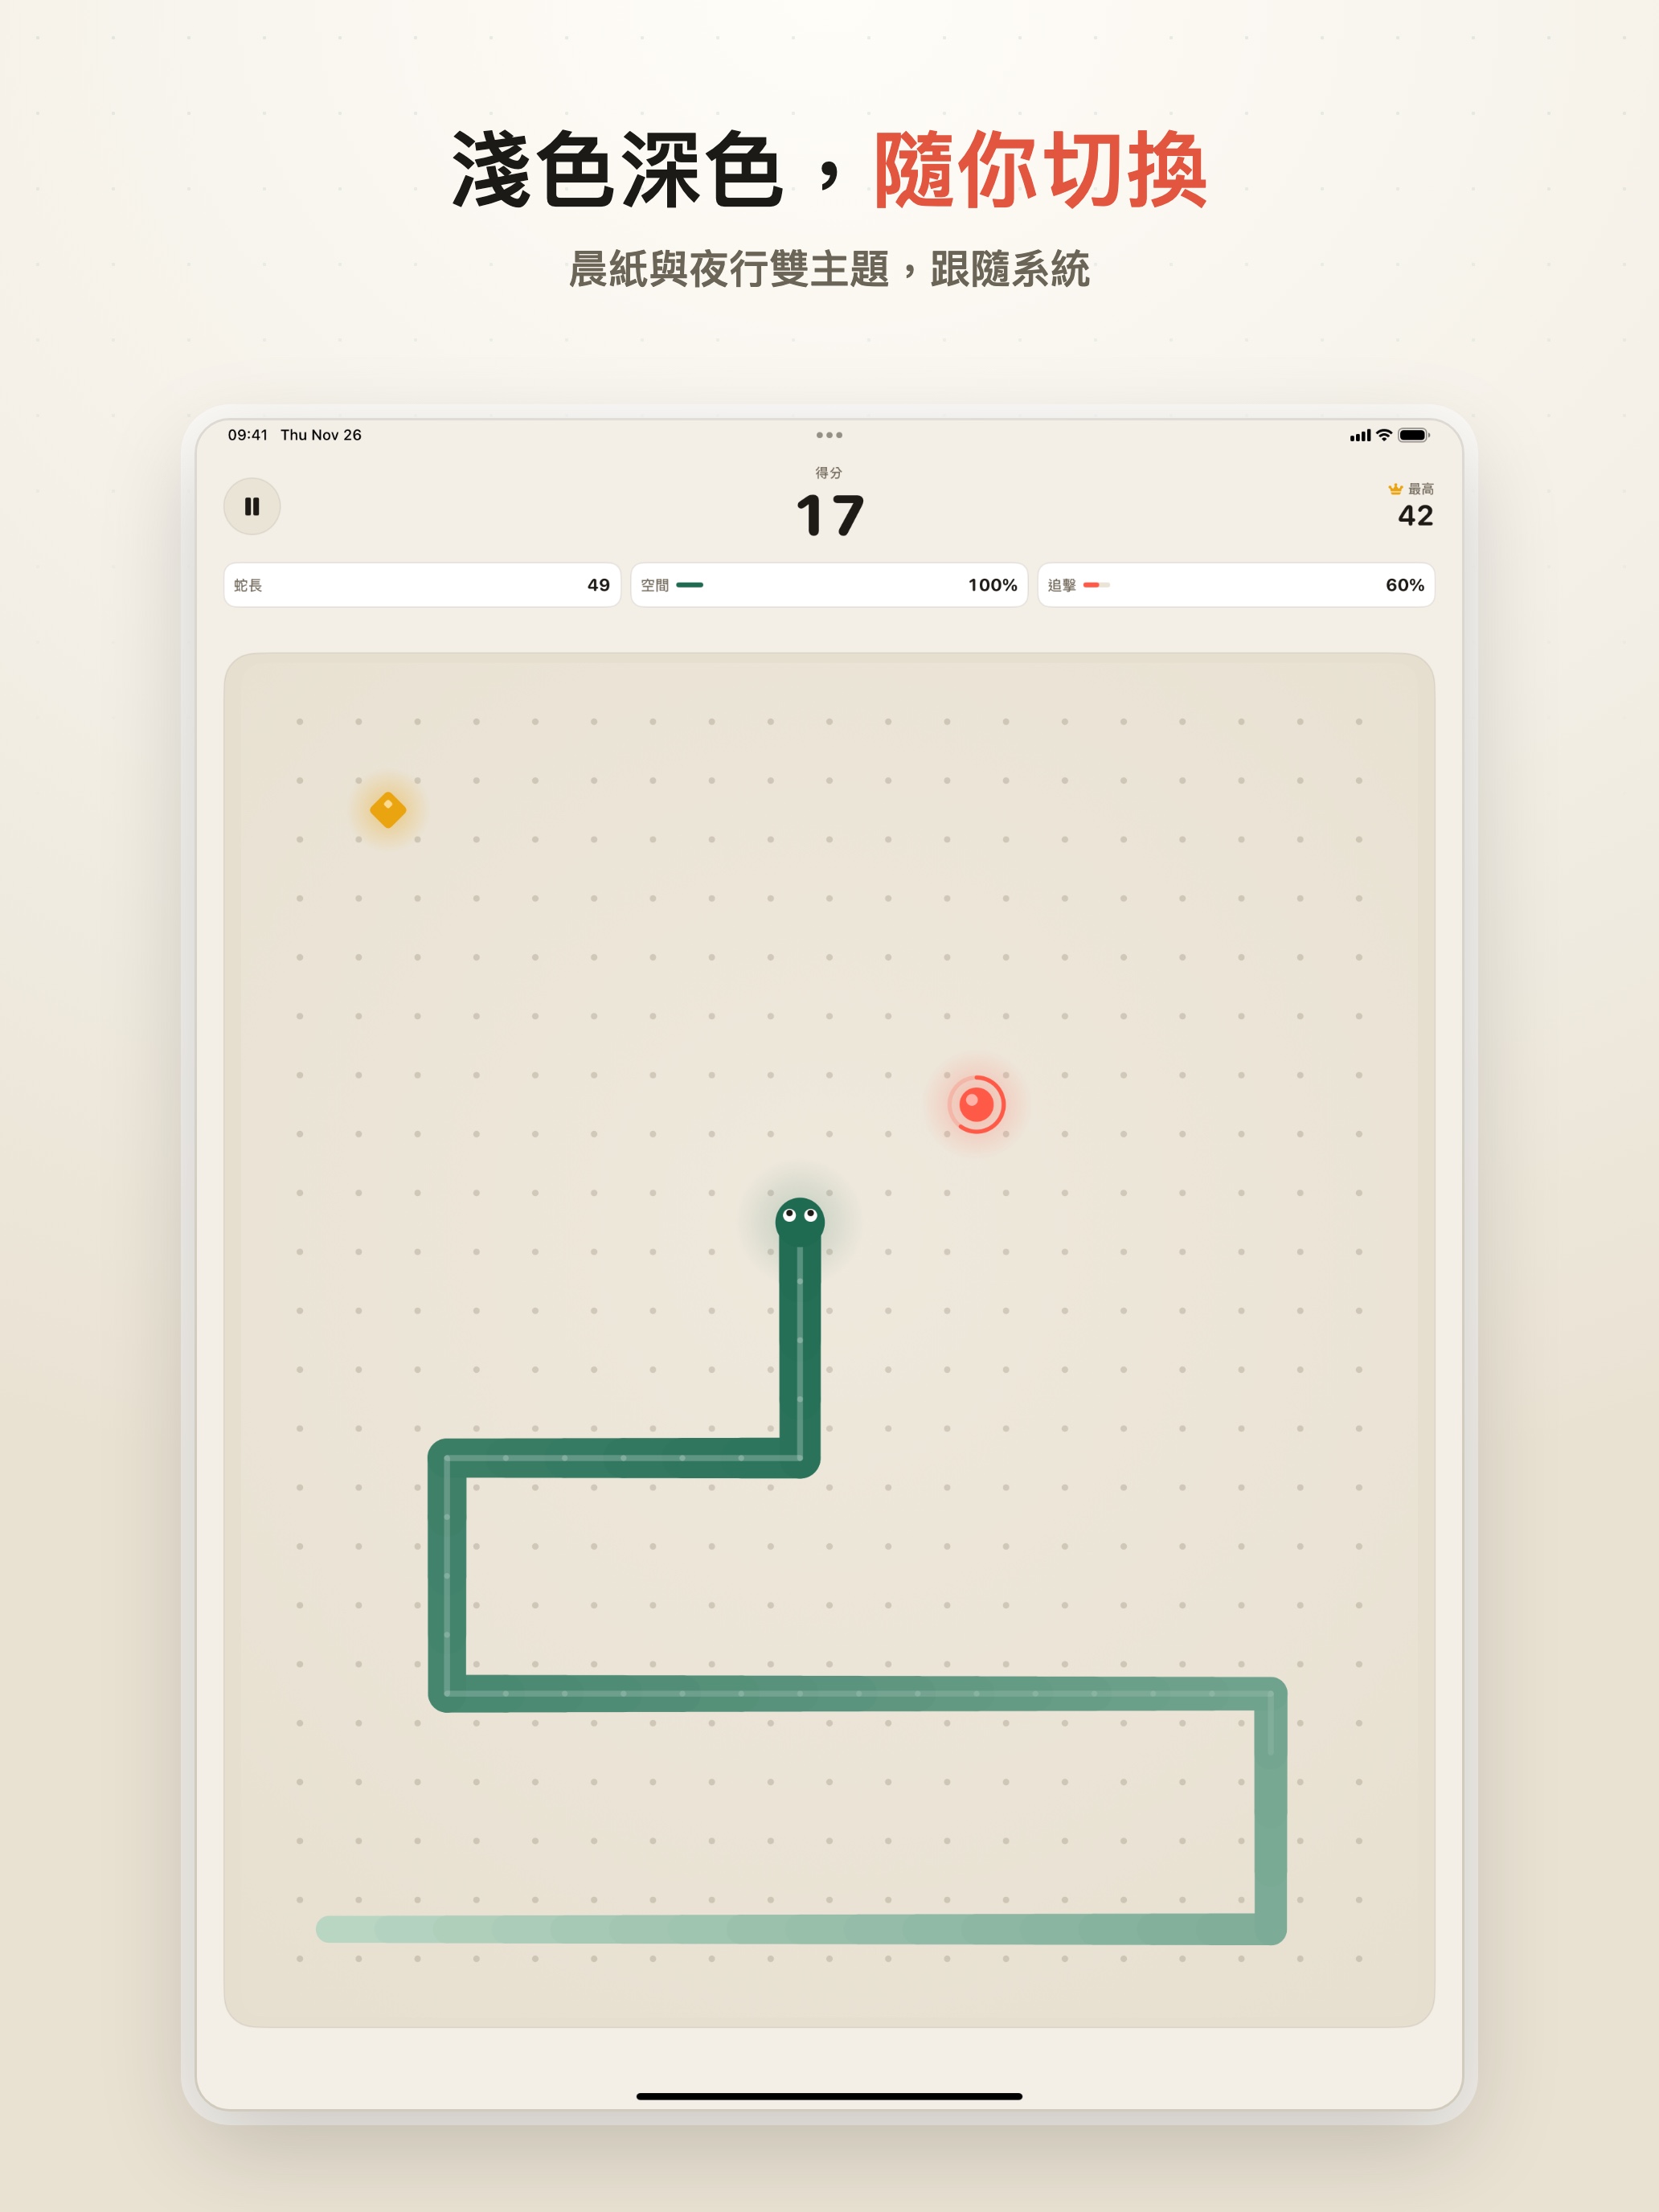 淺色深色，隨你切換
晨紙與夜行雙主題，跟隨系統
09:41 Thu Nov 26
得分
17
最高
42
蛇長 49
空間 100%
追擊 60%